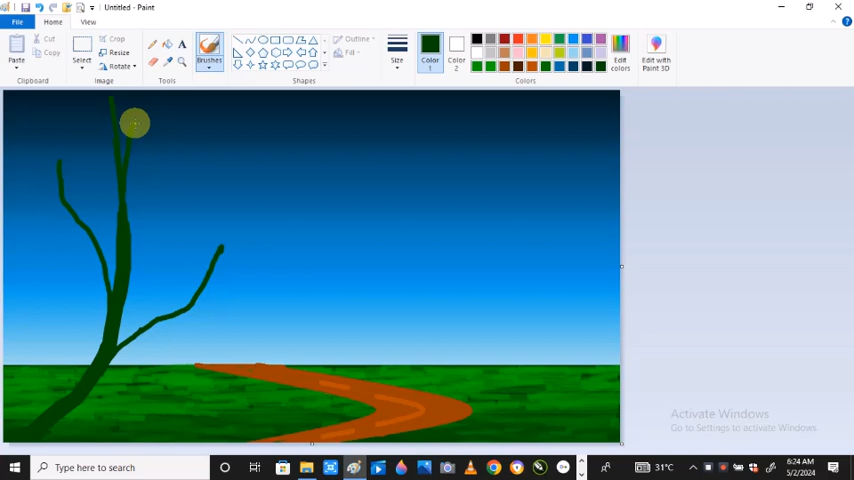 Untitled - Paint
File
Home
View
Paste
Cut
Copy
Clipboard
Select
Crop
Resize
Rotate
Image
A
Tools
Brushes
Outline
Fill
Shapes
Size
Color 1
Color 2
Edit colors
Colors
Edit with Paint 3D
Activate Windows
Go to Settings to activate Windows.
Type here to search
31°C
6:24 AM
5/2/2024